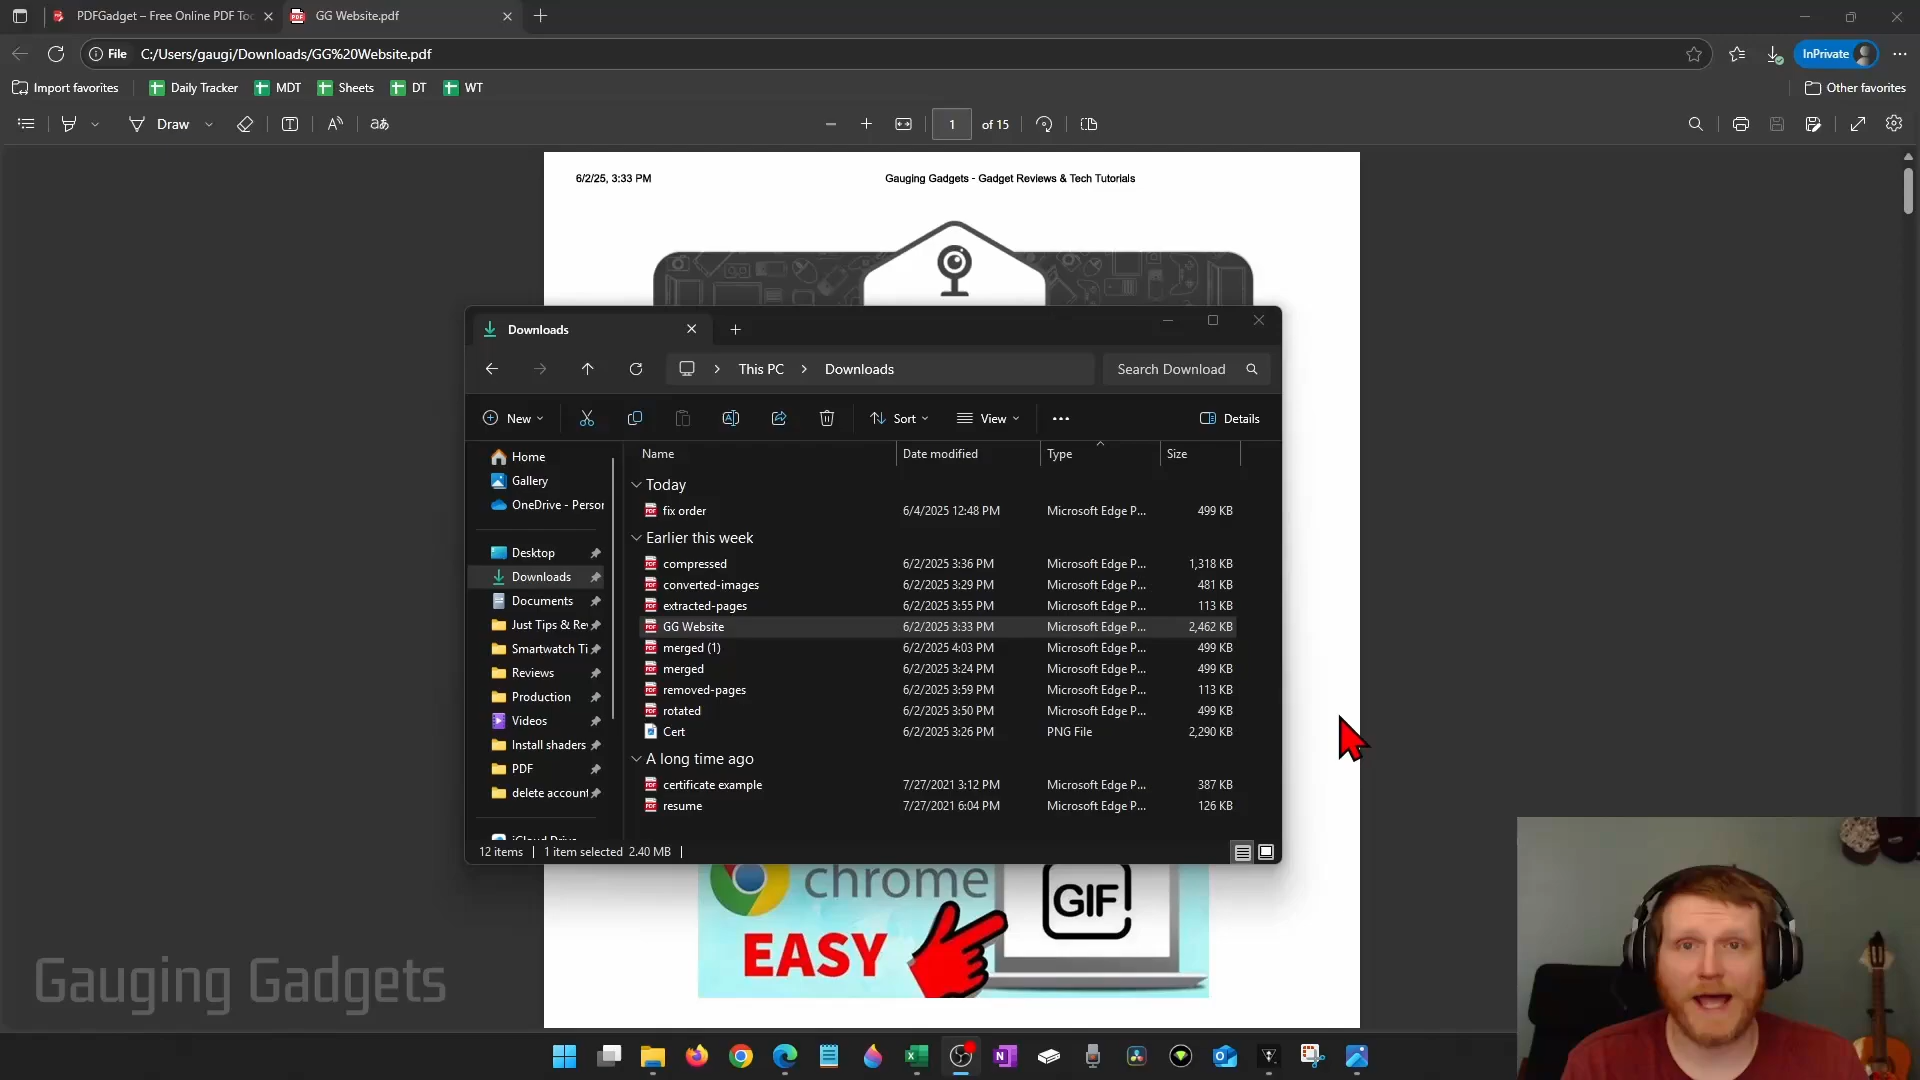 PDFGadget – Free Online PDF Too
GG Website.pdf
File
C:/Users/gaugi/Downloads/GG%20Website.pdf
InPrivate
Import favorites
Daily Tracker
MDT
Sheets
DT
WT
Other favorites
Draw
1 of 15
6/2/25, 3:33 PM
Gauging Gadgets - Gadget Reviews & Tech Tutorials
Downloads
This PC > Downloads
Search Download
New
Sort
View
Details
Name
Date modified
Type
Size
Home
Gallery
OneDrive - Person
Desktop
Downloads
Documents
Just Tips & Re
Smartwatch Ti
Reviews
Production
Videos
Install shaders
PDF
delete account
iCloud Drive
Today
fix order 6/4/2025 12:48 PM Microsoft Edge P... 499 KB
Earlier this week
compressed 6/2/2025 3:36 PM Microsoft Edge P... 1,318 KB
converted-images 6/2/2025 3:29 PM Microsoft Edge P... 481 KB
extracted-pages 6/2/2025 3:55 PM Microsoft Edge P... 113 KB
GG Website 6/2/2025 3:33 PM Microsoft Edge P... 2,462 KB
merged (1) 6/2/2025 4:03 PM Microsoft Edge P... 499 KB
merged 6/2/2025 3:24 PM Microsoft Edge P... 499 KB
removed-pages 6/2/2025 3:59 PM Microsoft Edge P... 113 KB
rotated 6/2/2025 3:50 PM Microsoft Edge P... 499 KB
Cert 6/2/2025 3:26 PM PNG File 2,290 KB
A long time ago
certificate example 7/27/2021 3:12 PM Microsoft Edge P... 387 KB
resume 7/27/2021 6:04 PM Microsoft Edge P... 126 KB
12 items
1 item selected 2.40 MB
chrome
GIF
EASY
Gauging Gadgets